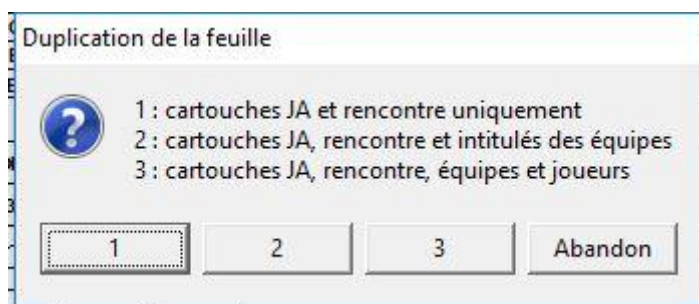 Duplication de la feuille
1 : cartouches JA et rencontre uniquement
2 : cartouches JA, rencontre et intitulés des équipes
3 : cartouches JA, rencontre, équipes et joueurs
1 2 3 Abandon